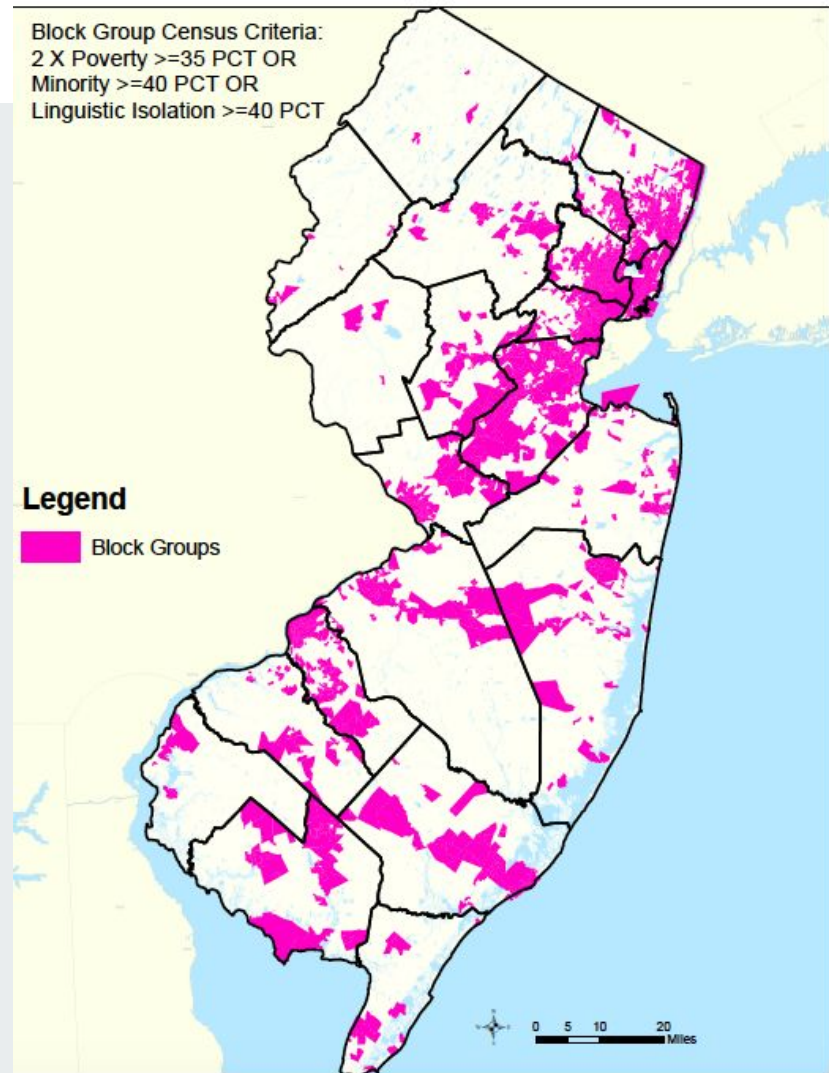 Block Group Census Criteria:
2 X Poverty >=35 PCT OR
Minority >=40 PCT OR
Linguistic Isolation >=40 PCT
Legend
Block Groups
0 5 10 20
Miles